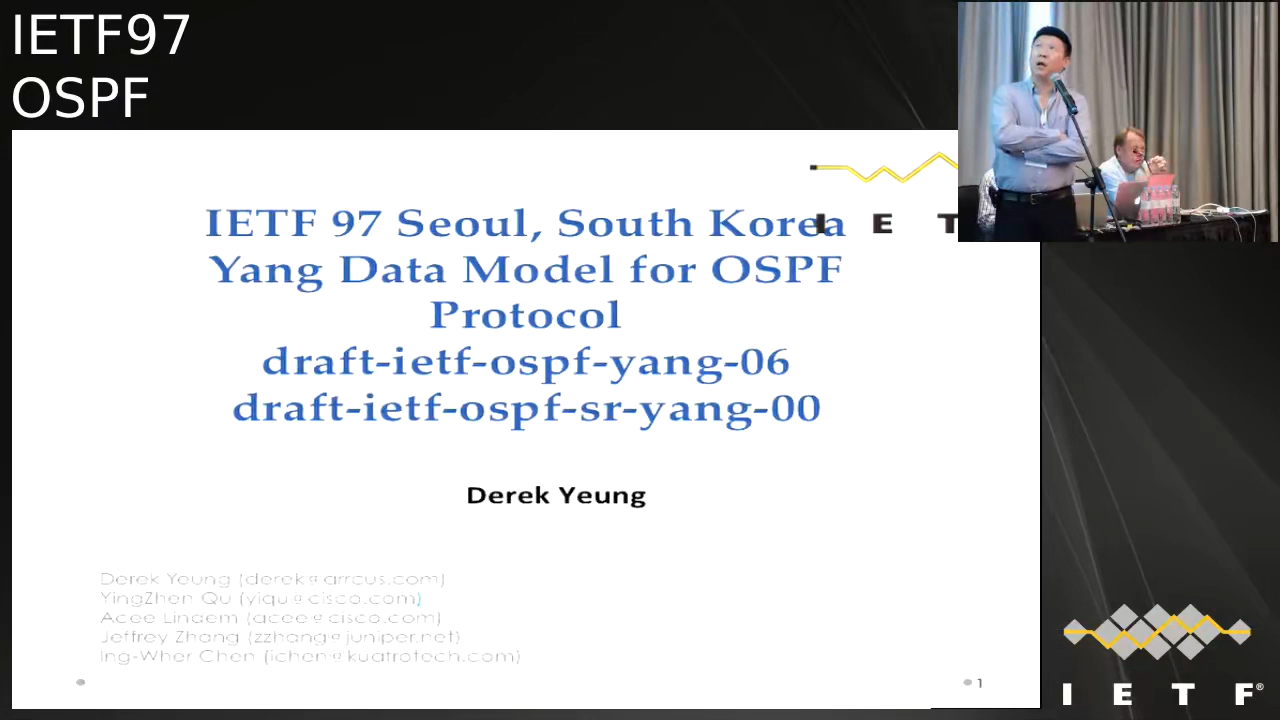 IETF97
OSPF
IETF 97 Seoul, South Korea
Yang Data Model for OSPF
Protocol
draft-ietf-ospf-yang-06
draft-ietf-ospf-sr-yang-00
I E T
Derek Yeung
Derek Yeung (derek@arrcus.com)
YingZhen Qu (yiqu@cisco.com)
Acee Lindem (acee@cisco.com)
Jeffrey Zhang (zzhang@juniper.net)
Ing-Wher Chen (ichen@kuatrotech.com)
1
I E T F®